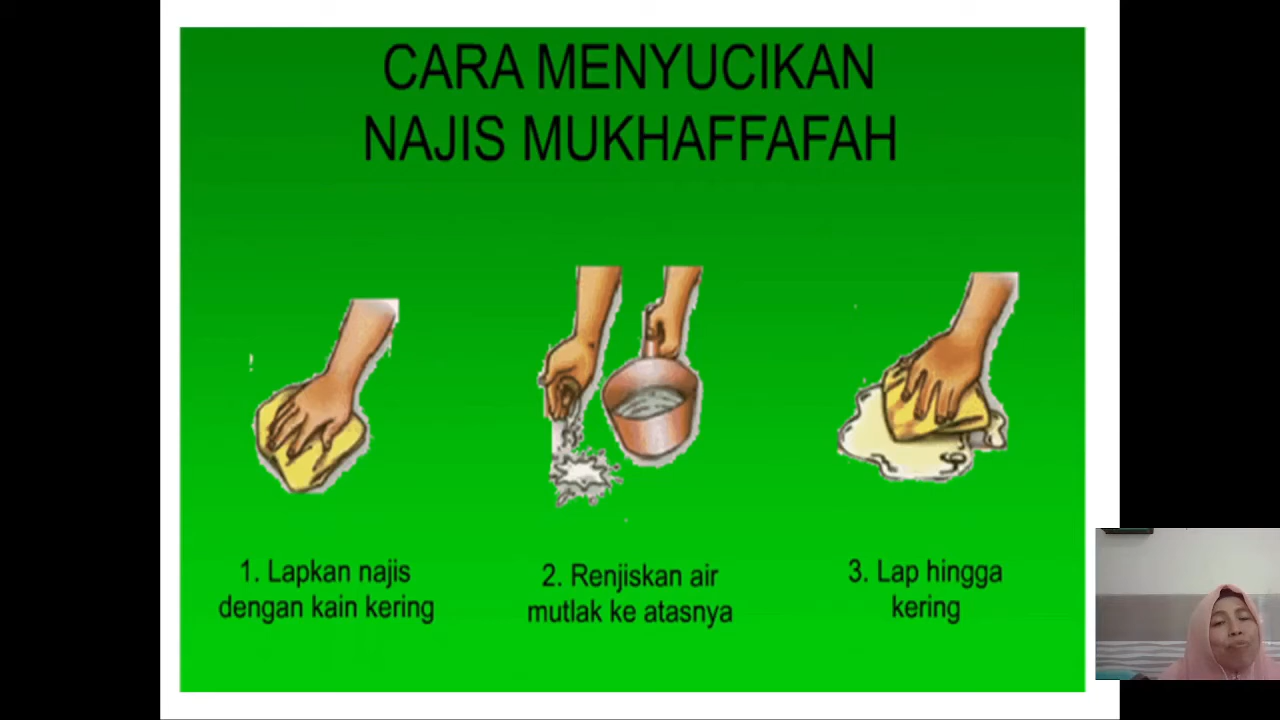 CARA MENYUCIKAN
NAJIS MUKHAFFAFAH
1. Lapkan najis
dengan kain kering
2. Renjiskan air
mutlak ke atasnya
3. Lap hingga
kering